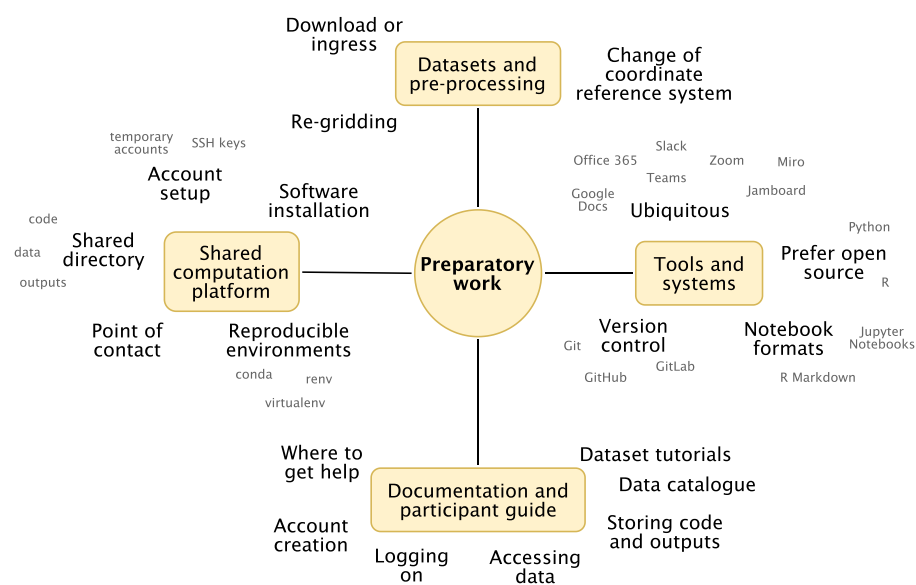 Download or
ingress
Datasets and
pre-processing
Change of
coordinate
reference system
Re-gridding
temporary
accounts
SSH keys
Account
setup
Software
installation
code
data
outputs
Shared
directory
Shared
computation
platform
Point of
contact
Reproducible
environments
conda
renv
virtualenv
Preparatory
work
Slack
Office 365
Zoom
Miro
Teams
Google
Docs
Jamboard
Ubiquitous
Python
Prefer open
source
R
Tools and
systems
Version
control
Git
GitHub
GitLab
Notebook
formats
Jupyter
Notebooks
R Markdown
Where to
get help
Dataset tutorials
Data catalogue
Documentation and
participant guide
Storing code
and outputs
Account
creation
Logging
on
Accessing
data